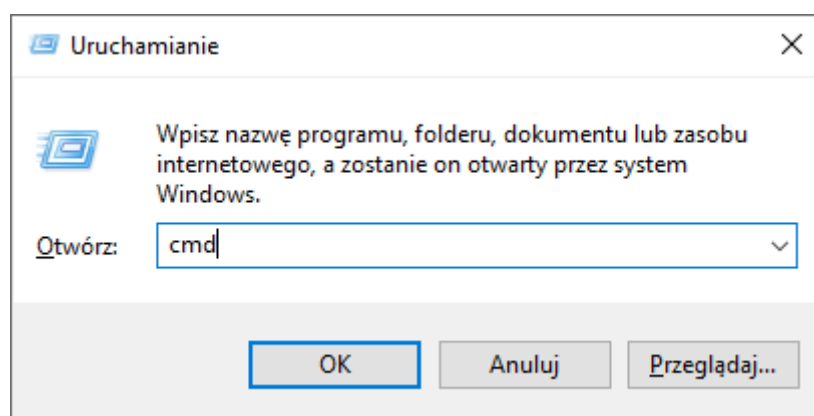 Uruchamianie
Wpisz nazwę programu, folderu, dokumentu lub zasobu
internetowego, a zostanie on otwarty przez system
Windows.
Otwórz: cmd
OK Anuluj Przeglądaj...